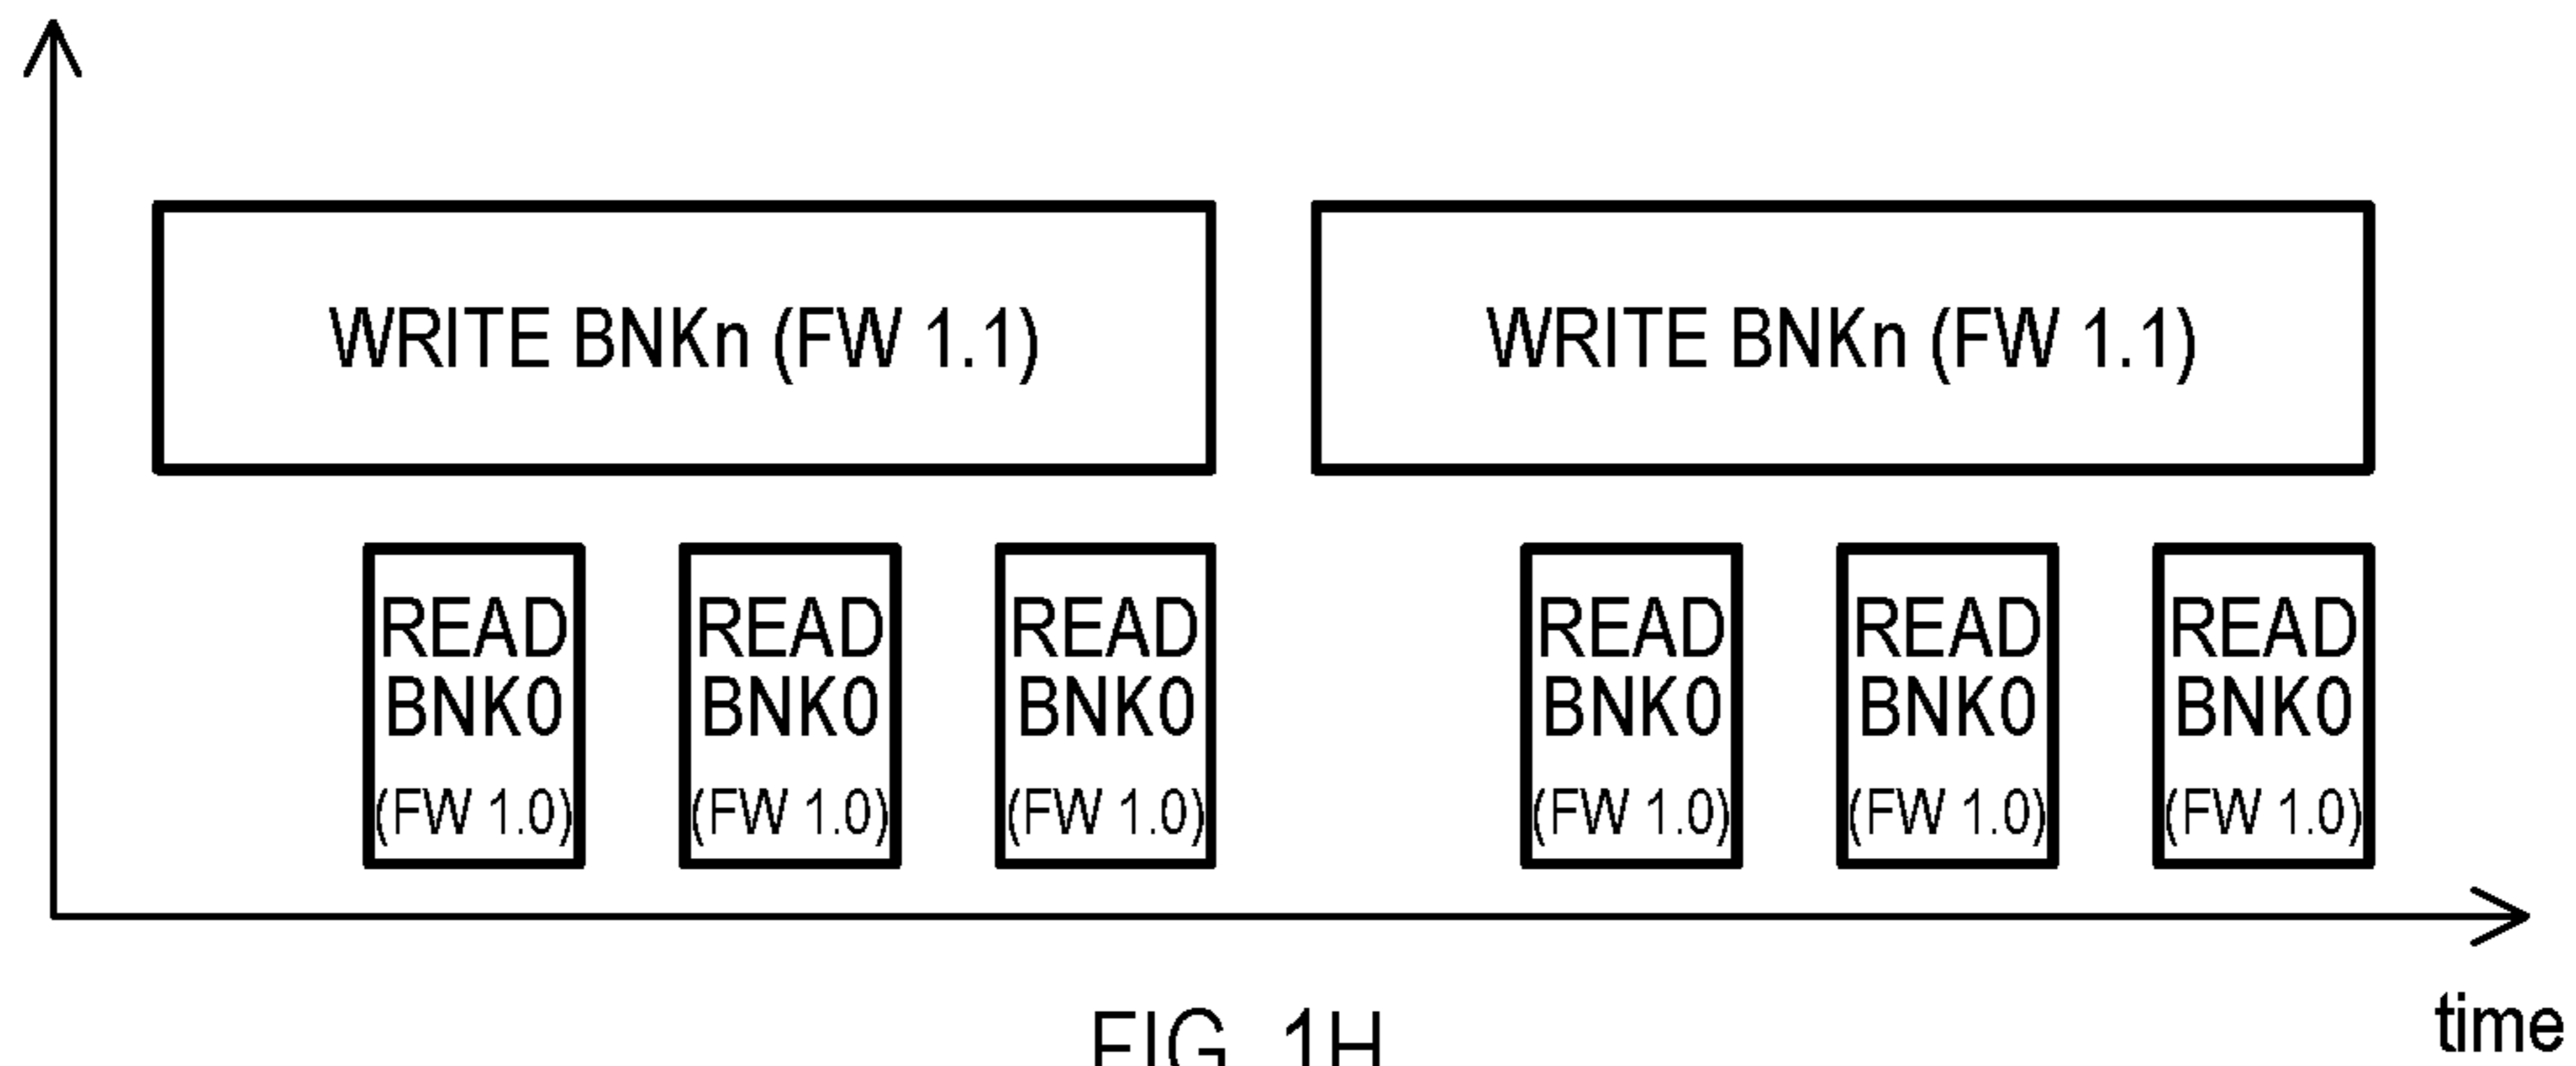 WRITE BNKn (FW 1.1)
WRITE BNKn (FW 1.1)
READ
BNK0
(FW 1.0)
READ
BNK0
(FW 1.0)
READ
BNK0
(FW 1.0)
READ
BNK0
(FW 1.0)
READ
BNK0
(FW 1.0)
READ
BNK0
(FW 1.0)
time
FIG. 1H